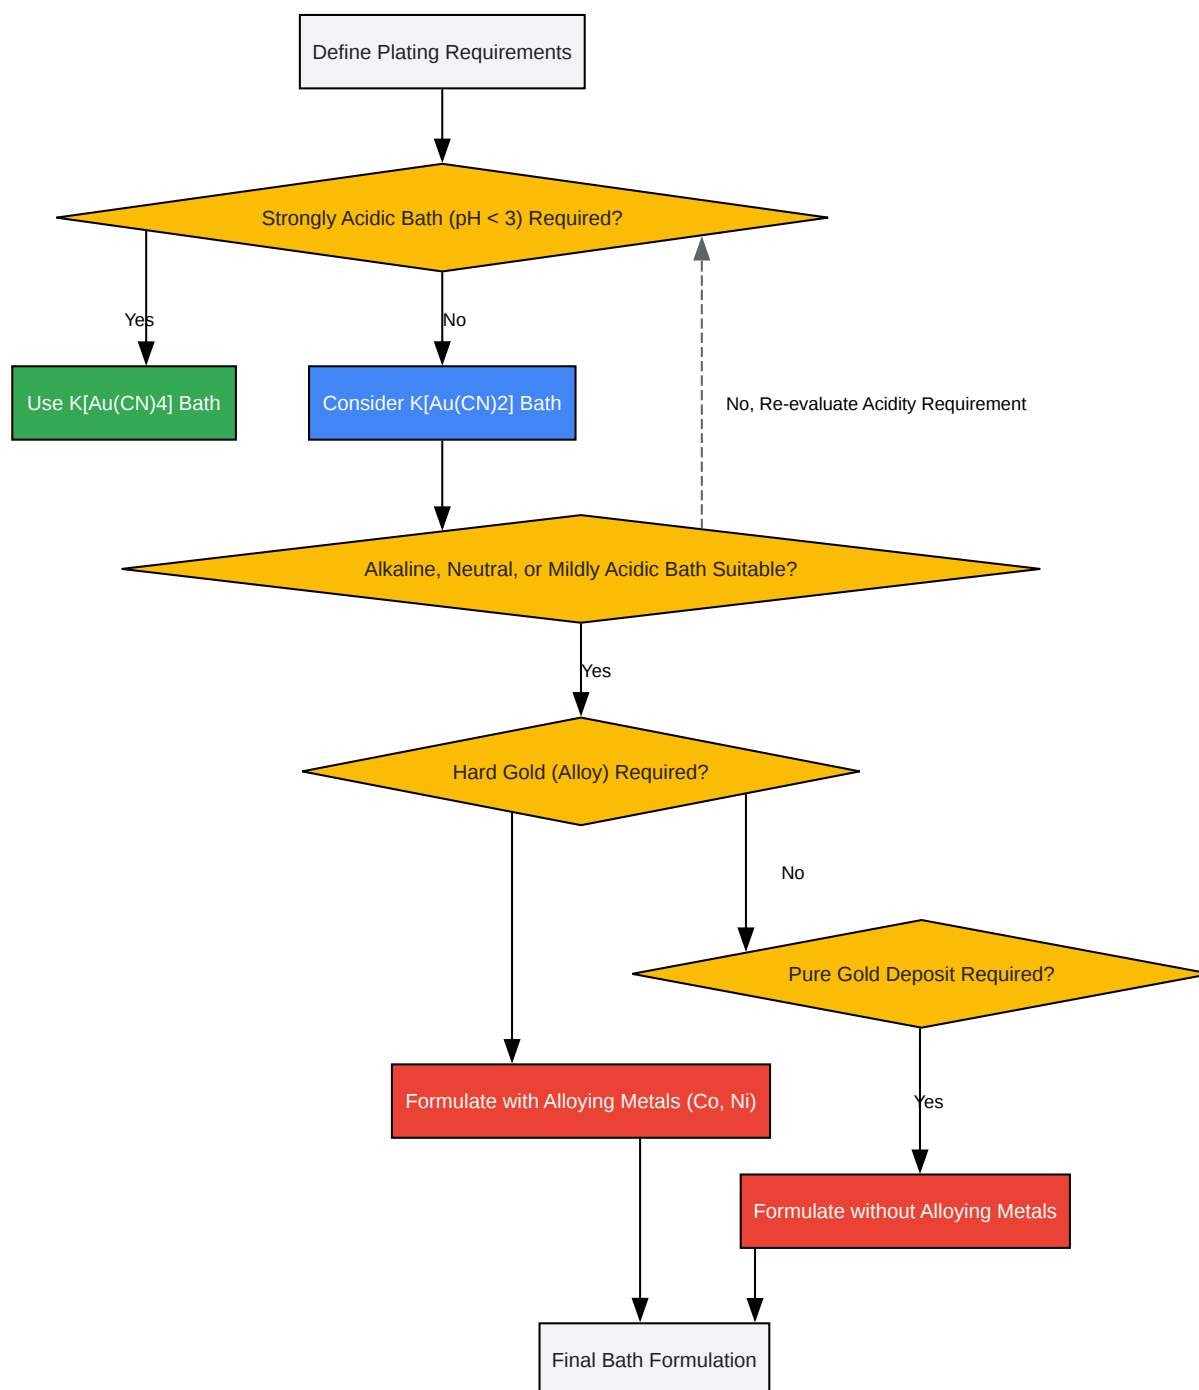 Define Plating Requirements
Strongly Acidic Bath (pH < 3) Required?
Yes
No
Use K[Au(CN)4] Bath
Consider K[Au(CN)2] Bath
No, Re-evaluate Acidity Requirement
Alkaline, Neutral, or Mildly Acidic Bath Suitable?
Yes
Hard Gold (Alloy) Required?
No
Pure Gold Deposit Required?
Formulate with Alloying Metals (Co, Ni)
Yes
Formulate without Alloying Metals
Final Bath Formulation